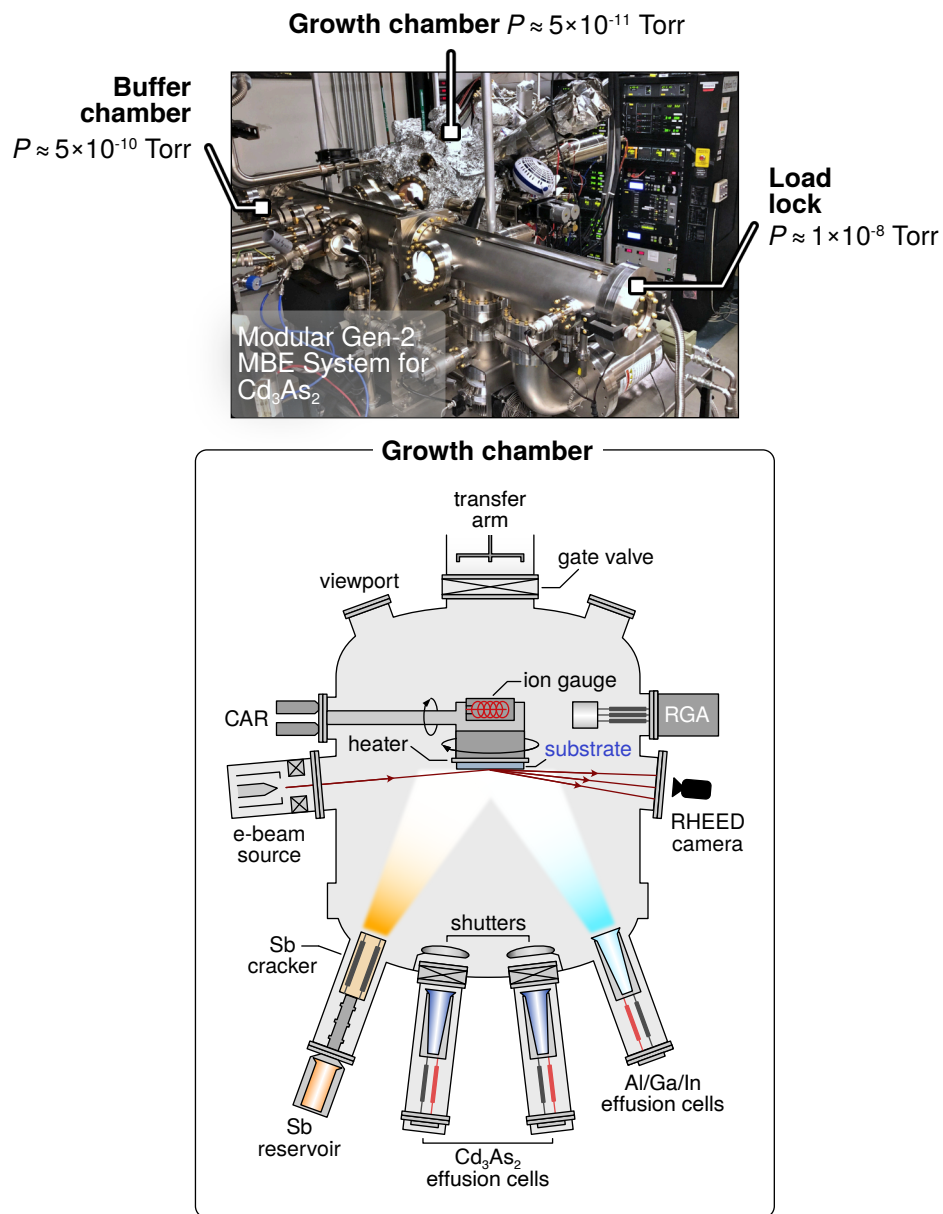 Growth chamber P ≈ 5×10⁻¹¹ Torr
Buffer
chamber
P ≈ 5×10⁻¹⁰ Torr
Load
lock
P ≈ 1×10⁻⁸ Torr
Modular Gen-2
MBE System for
Cd₃As₂
Growth chamber
transfer
arm
gate valve
viewport
ion gauge
CAR
RGA
heater
substrate
e-beam
source
RHEED
camera
shutters
Sb
cracker
Al/Ga/In
effusion cells
Sb
reservoir
Cd₃As₂
effusion cells